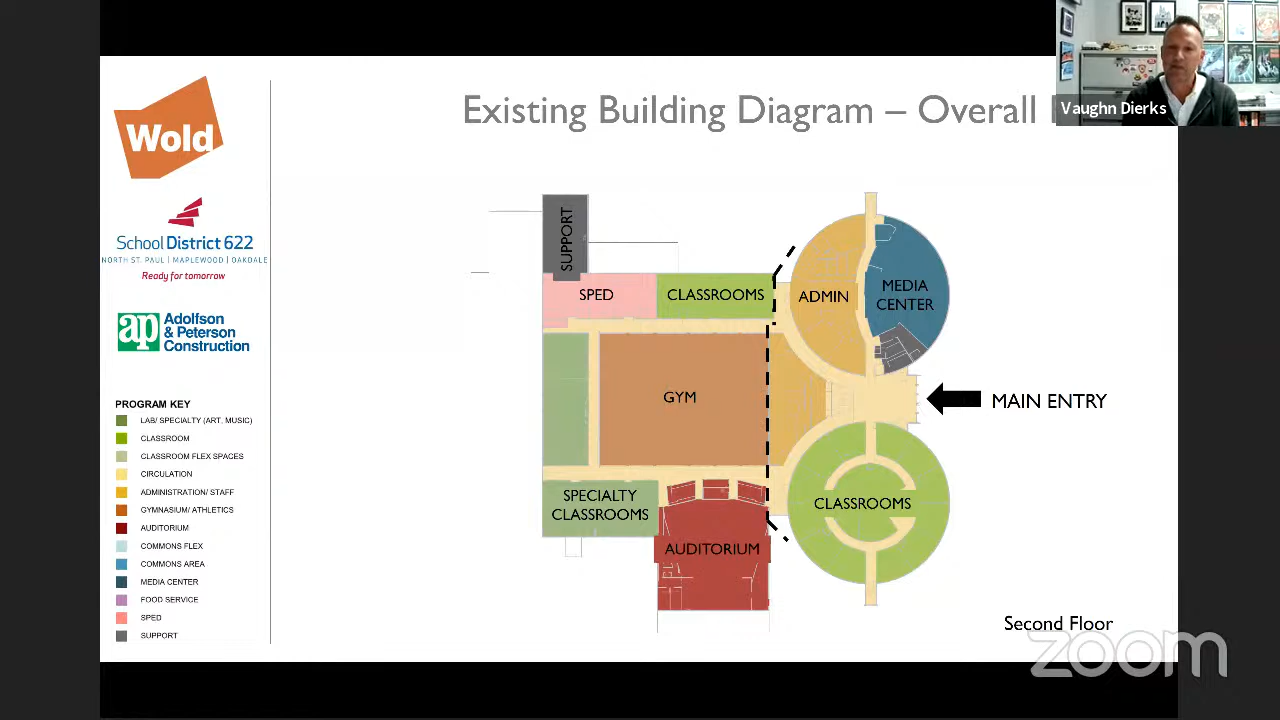 Existing Building Diagram – Overall
Vaughn Dierks
Wold
School District 622
NORTH ST. PAUL | MAPLEWOOD | OAKDALE
Ready for tomorrow
ap Adolfson
& Peterson
Construction
PROGRAM KEY
LAB/ SPECIALTY (ART, MUSIC)
CLASSROOM
CLASSROOM FLEX SPACES
CIRCULATION
ADMINISTRATION/ STAFF
GYMNASIUM/ ATHLETICS
AUDITORIUM
COMMONS FLEX
COMMONS AREA
MEDIA CENTER
FOOD SERVICE
SPED
SUPPORT
SUPPORT
SPED
CLASSROOMS
ADMIN
MEDIA
CENTER
GYM
MAIN ENTRY
SPECIALTY
CLASSROOMS
CLASSROOMS
AUDITORIUM
Second Floor
zoom